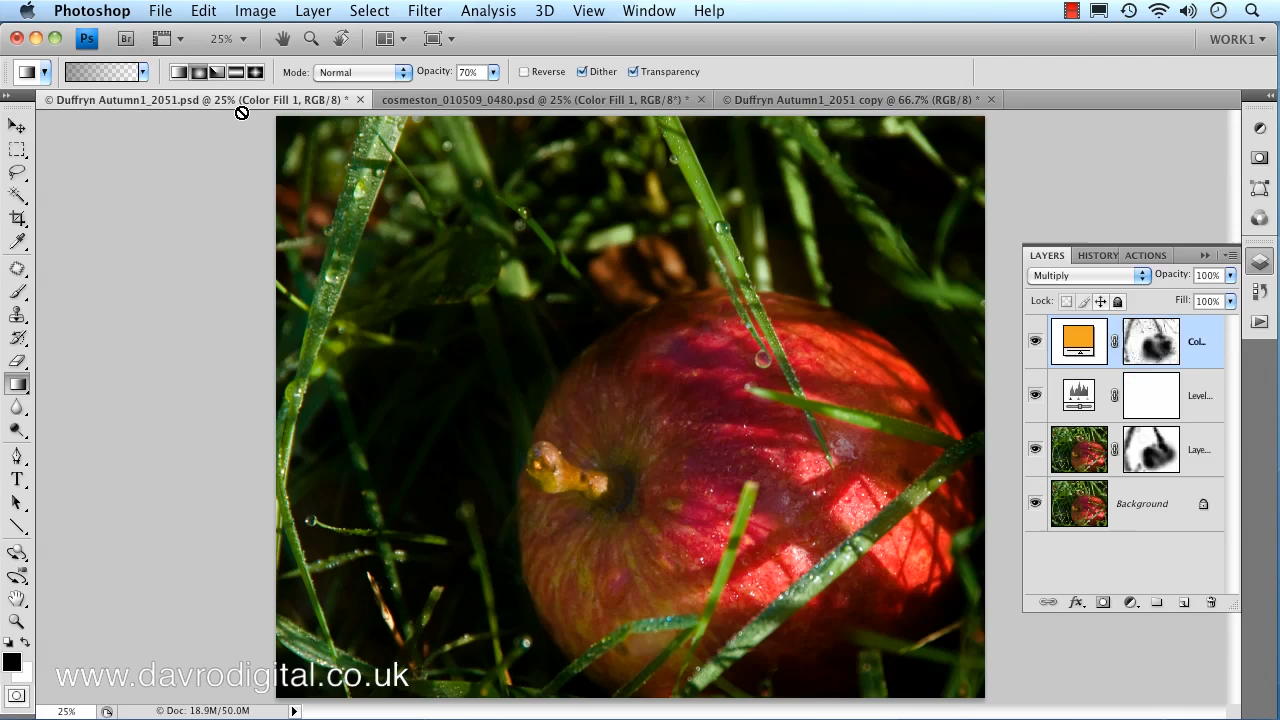 Photoshop File Edit Image Layer Select Filter Analysis 3D View Window Help
Ps Br 25% WORK1
Mode: Normal Opacity: 70% Reverse Dither Transparency
© Duffryn Autumn1_2051.psd @ 25% (Color Fill 1, RGB/8) * cosmeston_010509_0480.psd @ 25% (Color Fill 1, RGB/8*) * © Duffryn Autumn1_2051 copy @ 66.7% (RGB/8) *
LAYERS HISTORY ACTIONS
Multiply Opacity: 100%
Lock: Fill: 100%
Col...
Level...
Laye...
Background
fx
T
www.davrodigital.co.uk
25% © Doc: 18.9M/50.0M